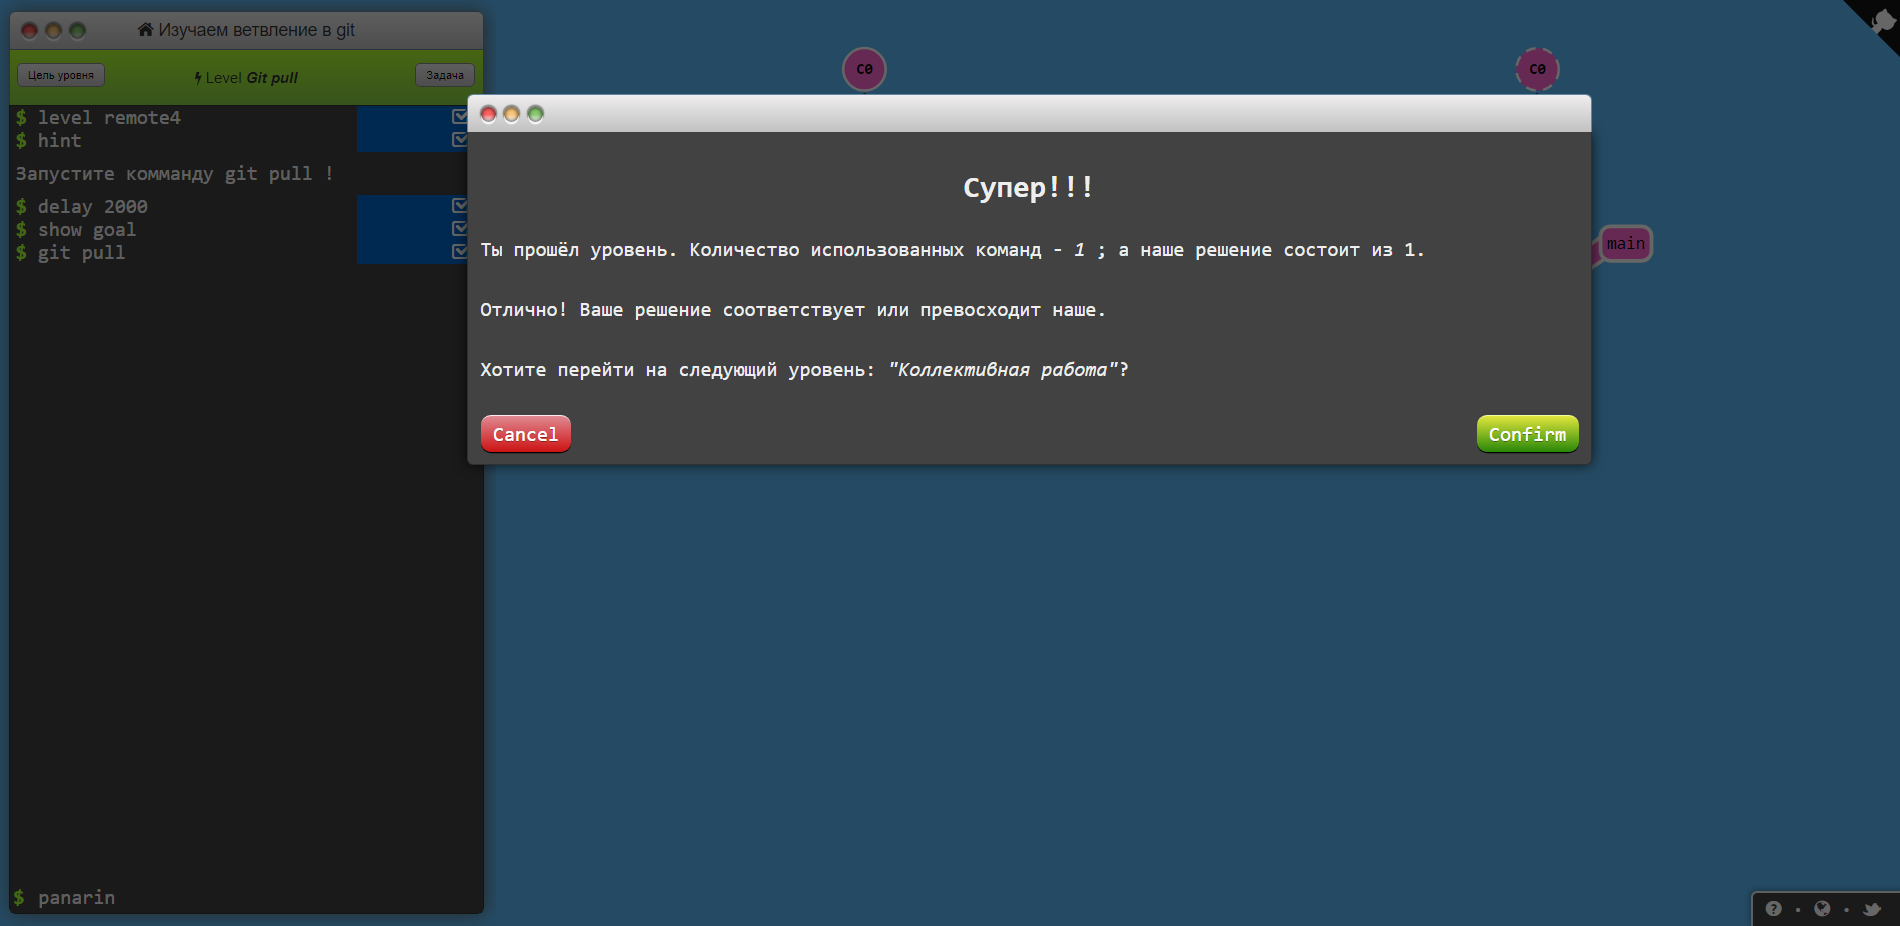 Изучаем ветвление в git
Цель уровня
Level Git pull
Задача
$ level remote4
$ hint
Запустите комманду git pull !
$ delay 2000
$ show goal
$ git pull
$ panarin
C0
C0
main
Супер!!!
Ты прошёл уровень. Количество использованных команд - 1 ; а наше решение состоит из 1.
Отлично! Ваше решение соответствует или превосходит наше.
Хотите перейти на следующий уровень: "Коллективная работа"?
Cancel
Confirm